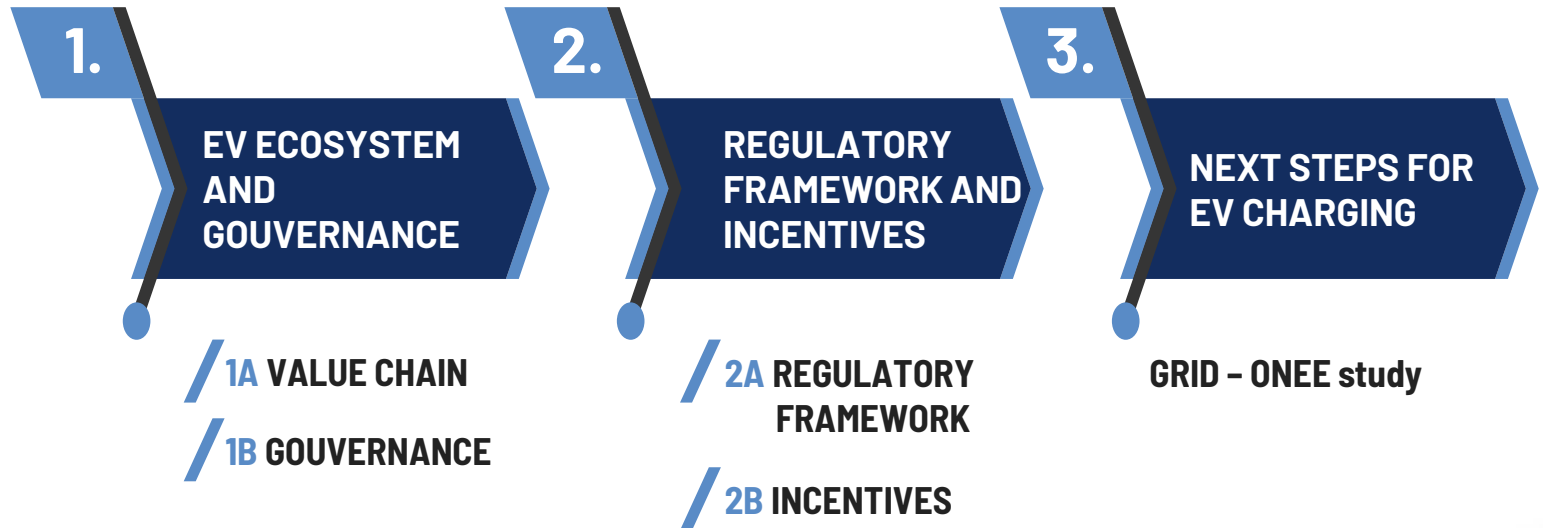 1.
EV ECOSYSTEM
AND
GOUVERNANCE
1A VALUE CHAIN
1B GOUVERNANCE
2.
REGULATORY
FRAMEWORK AND
INCENTIVES
2A REGULATORY
FRAMEWORK
2B INCENTIVES
3.
NEXT STEPS FOR
EV CHARGING
GRID – ONEE study